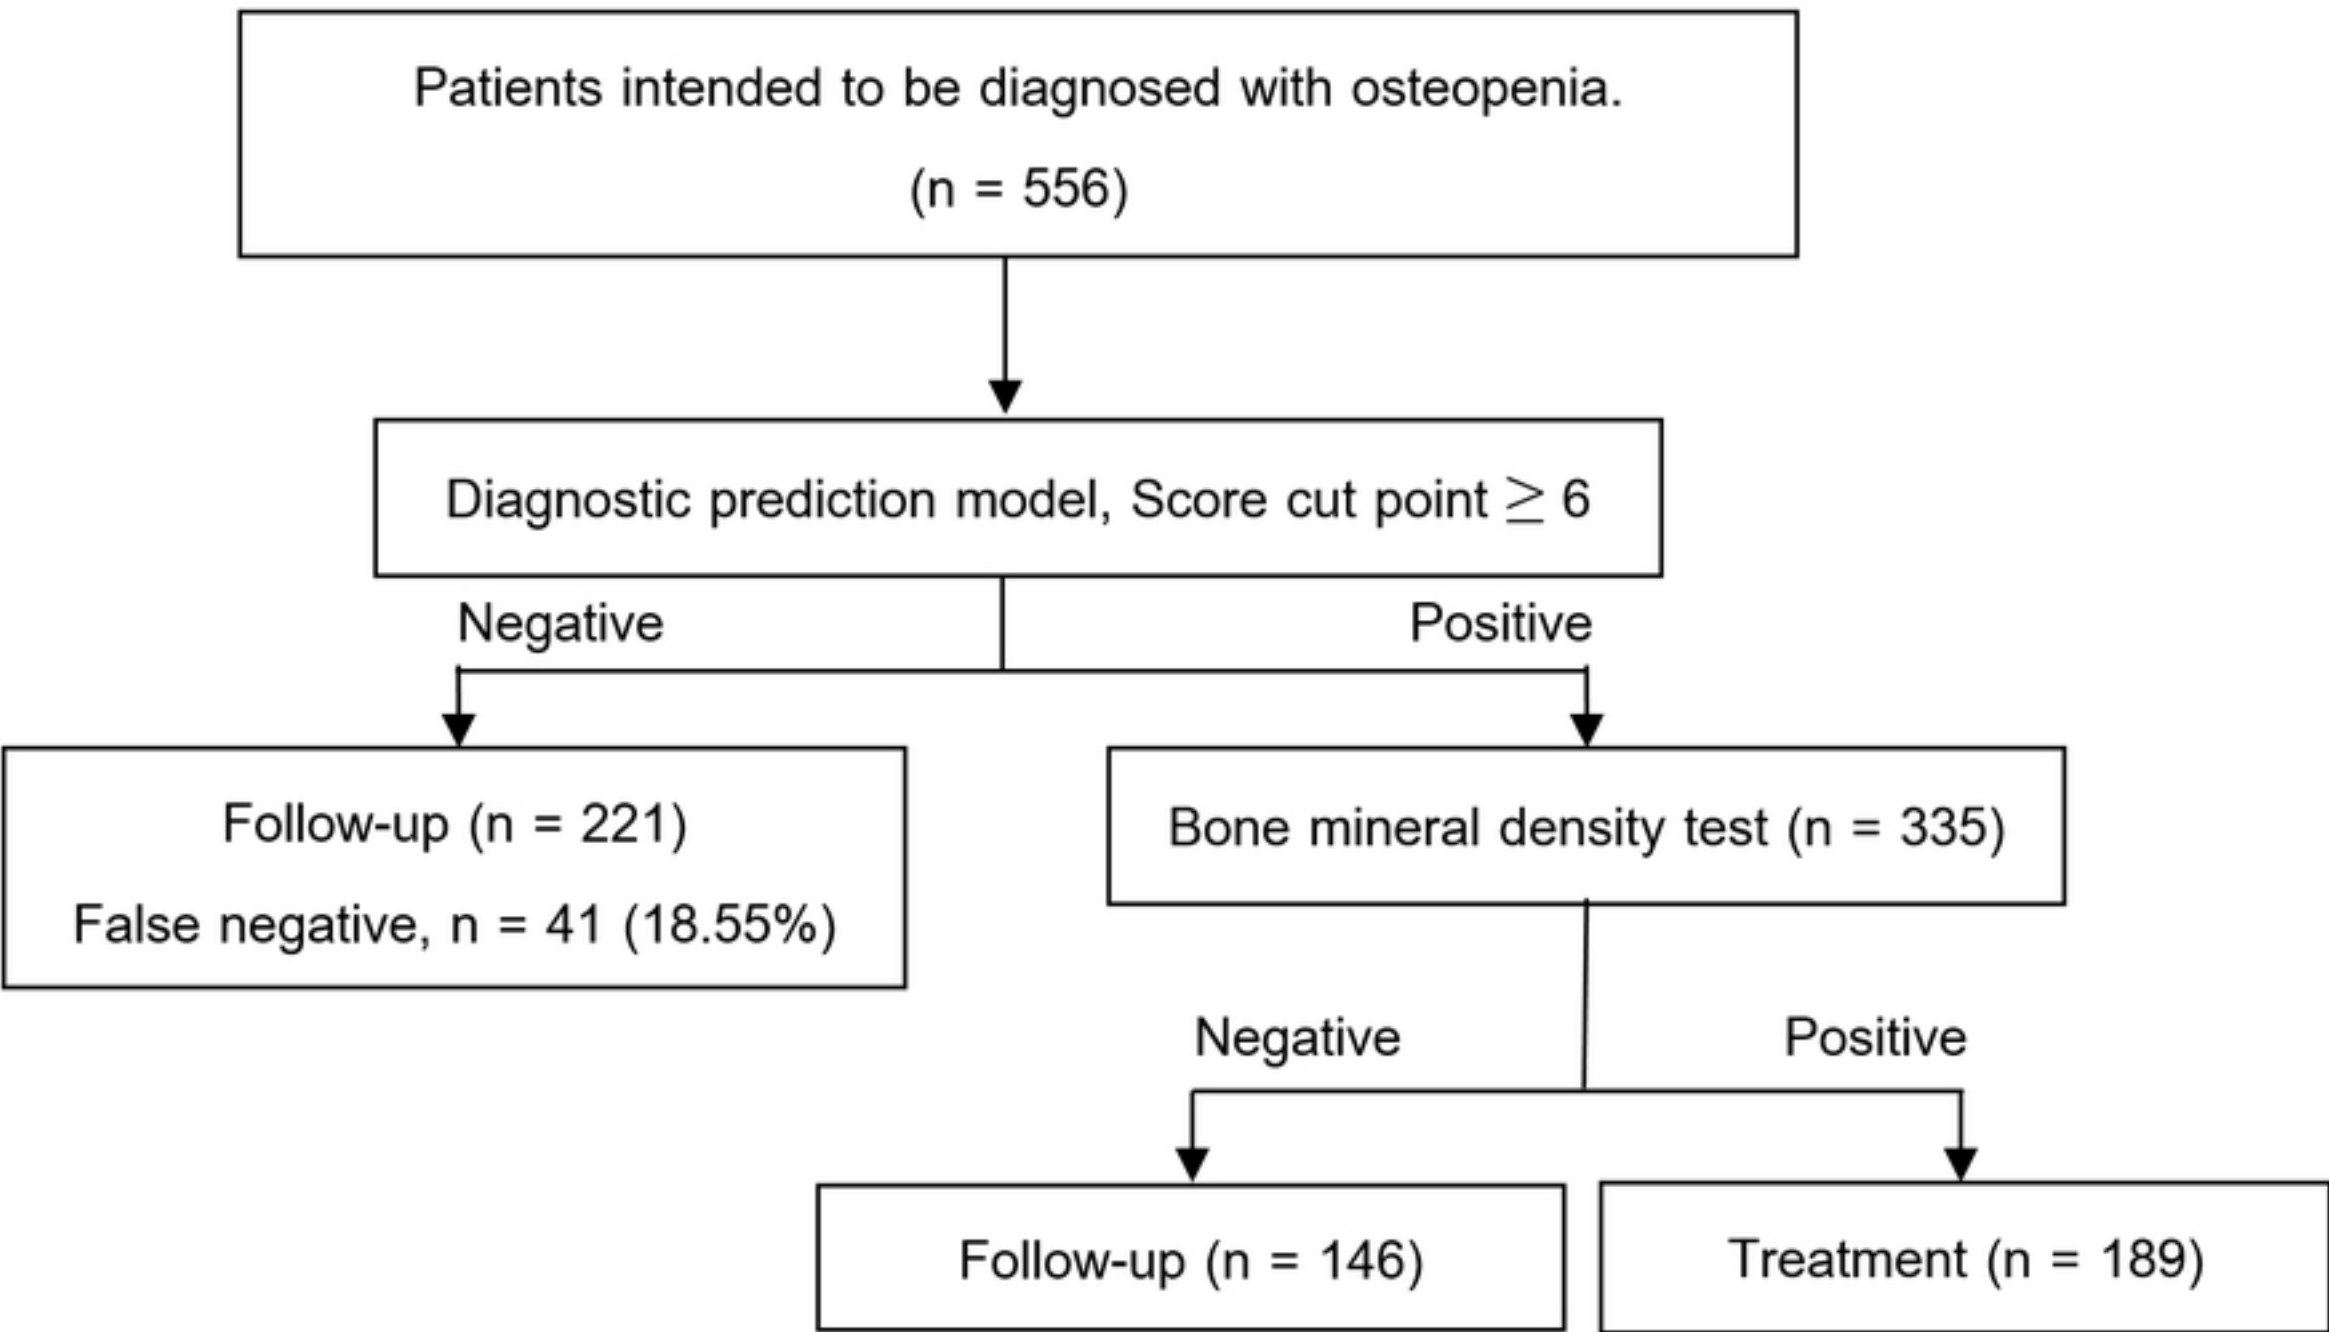 Patients intended to be diagnosed with osteopenia.
(n = 556)
Diagnostic prediction model, Score cut point ≥ 6
Negative
Positive
Follow-up (n = 221)
False negative, n = 41 (18.55%)
Bone mineral density test (n = 335)
Negative
Positive
Follow-up (n = 146)
Treatment (n = 189)